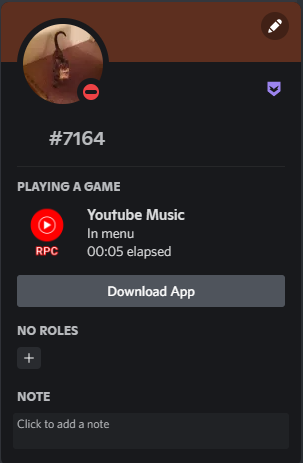 #7164
PLAYING A GAME
Youtube Music
In menu
00:05 elapsed
RPC
Download App
NO ROLES
+
NOTE
Click to add a note